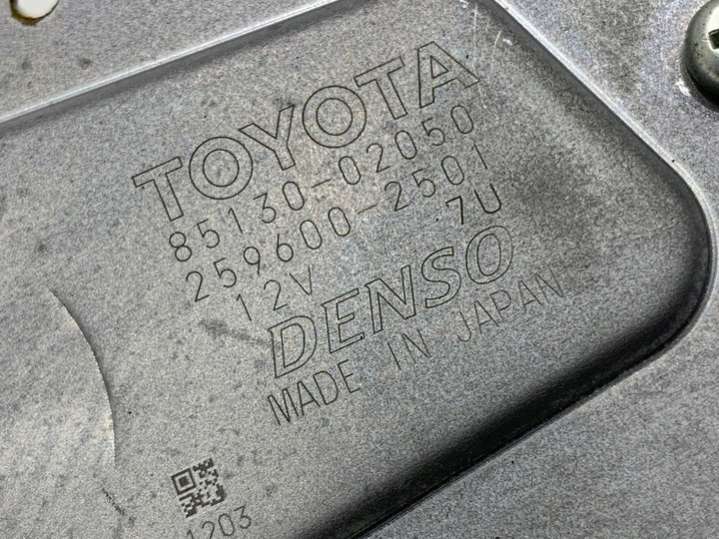 TOYOTA
85130-02050
259600-2501
12V 7U
DENSO
MADE IN JAPAN
1203